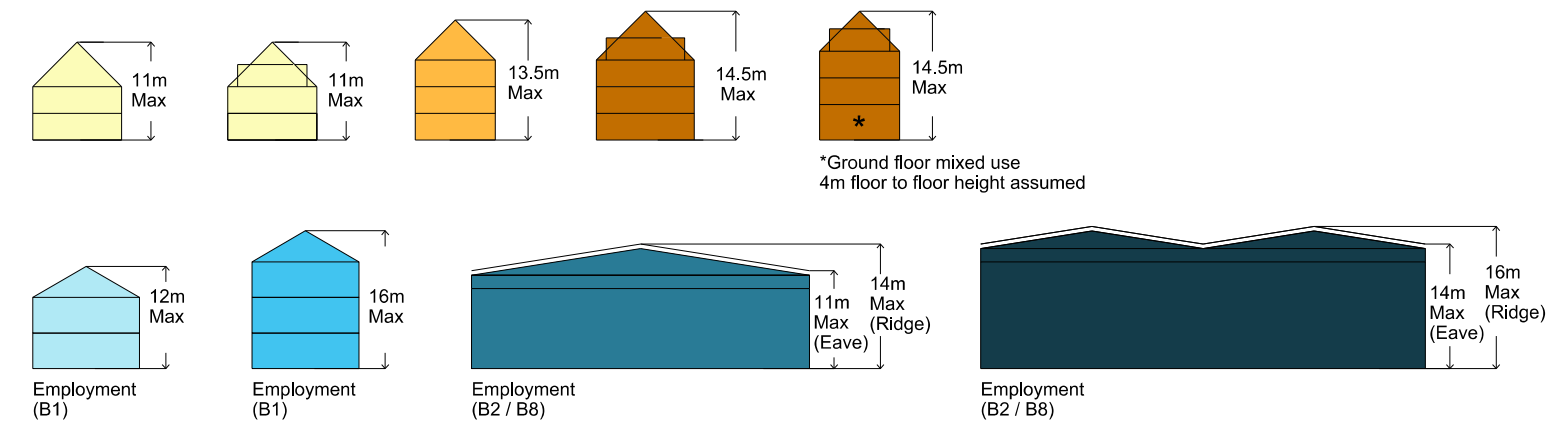 11m
Max
11m
Max
13.5m
Max
14.5m
Max
14.5m
Max
*
*Ground floor mixed use
4m floor to floor height assumed
12m
Max
Employment
(B1)
16m
Max
Employment
(B1)
11m
Max
(Eave)
14m
Max
(Ridge)
Employment
(B2 / B8)
14m
Max
(Eave)
16m
Max
(Ridge)
Employment
(B2 / B8)